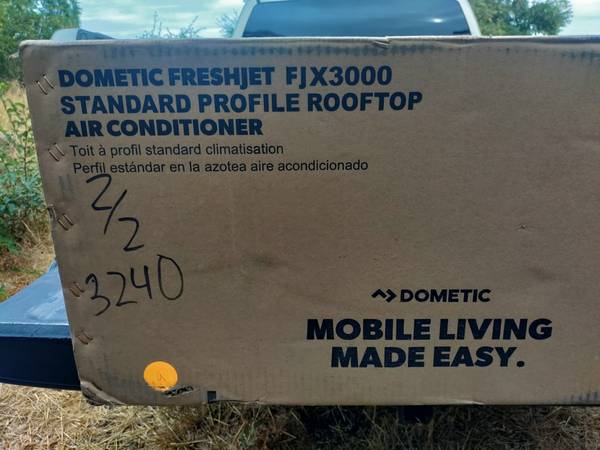 DOMETIC FRESHJET FJX3000
STANDARD PROFILE ROOFTOP
AIR CONDITIONER
Toit à profil standard climatisation
Perfil estándar en la azotea aire acondicionado
2/2
3240
DOMETIC
MOBILE LIVING
MADE EASY.